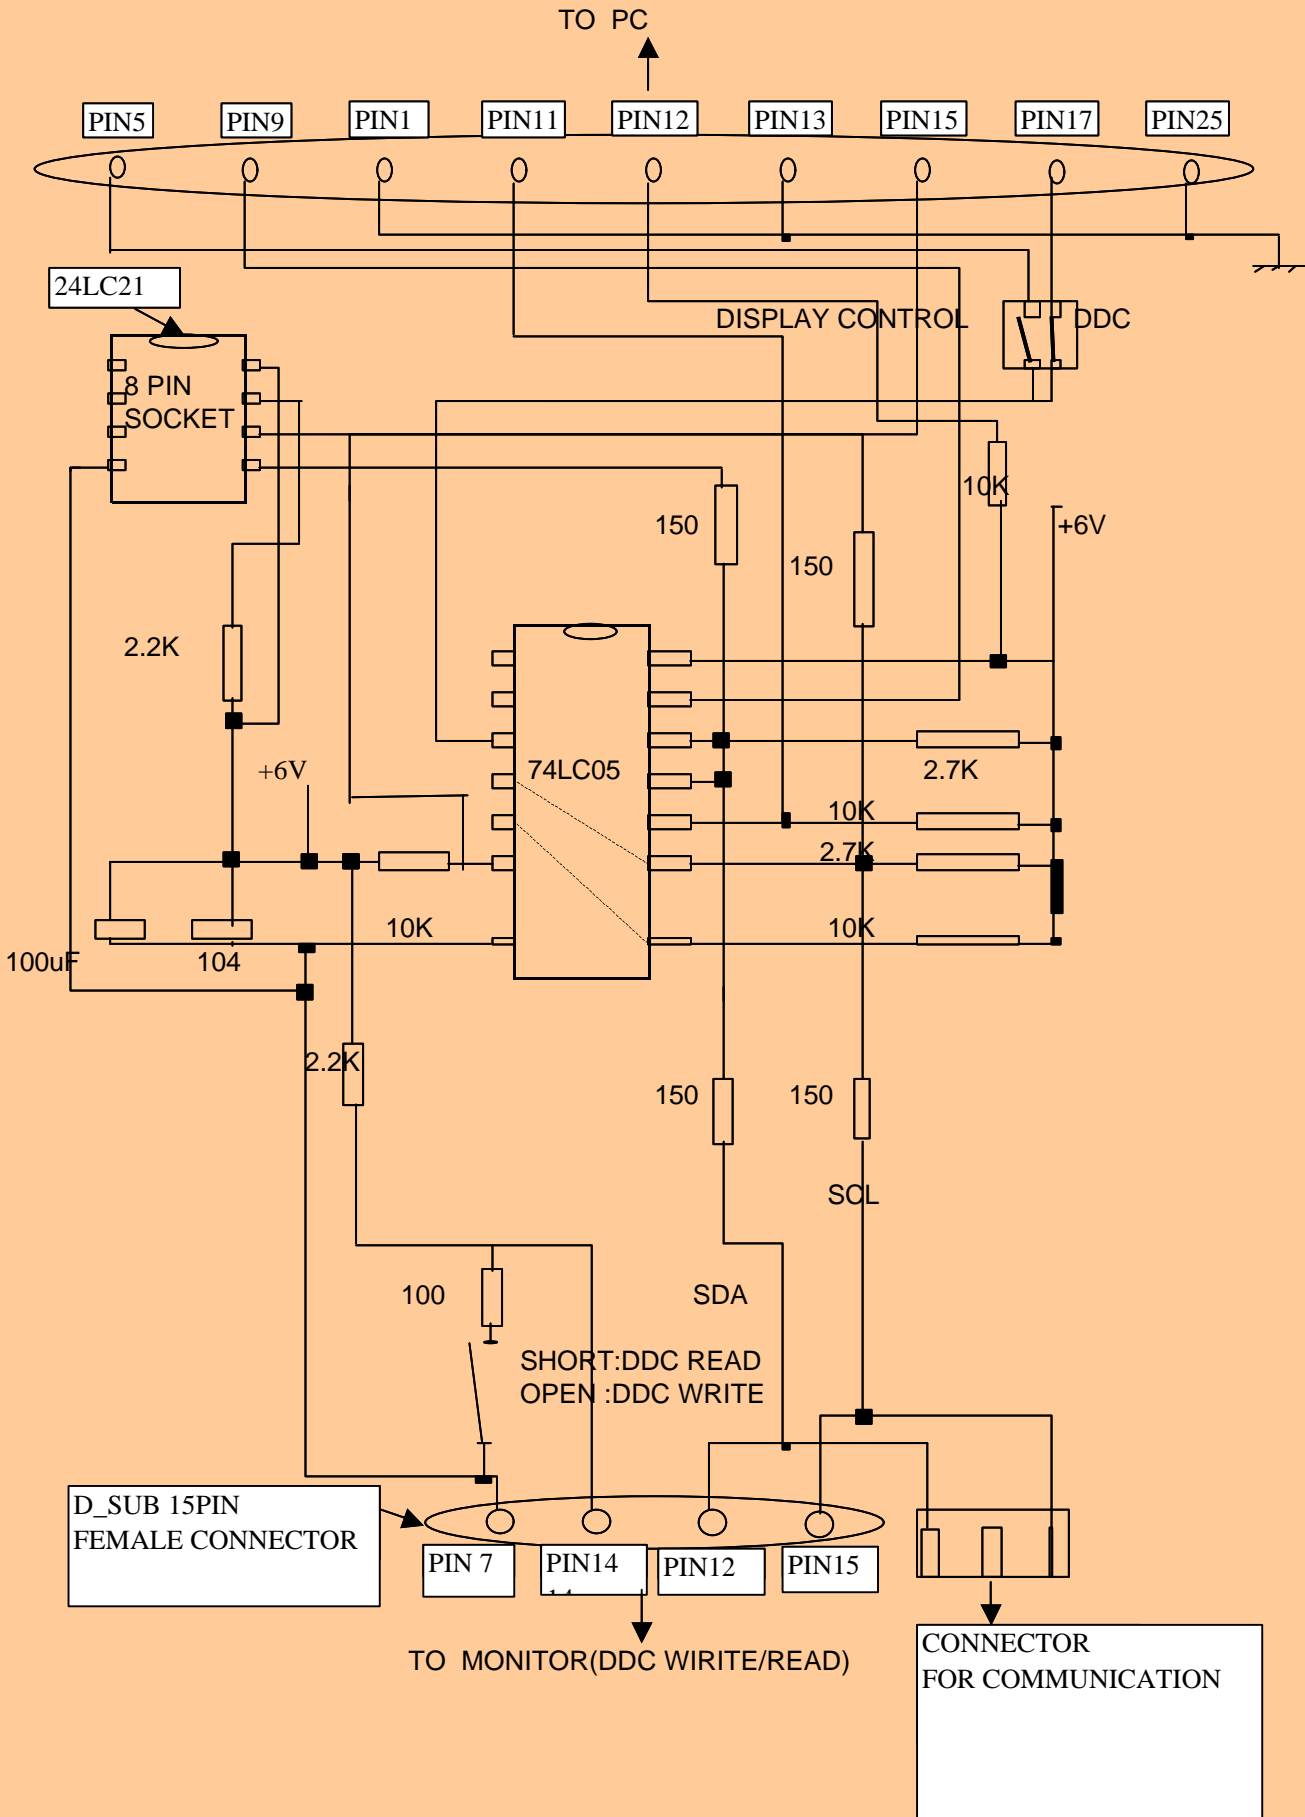 TO  PC
PIN5
PIN9
PIN1
PIN11
PIN12
PIN13
PIN15
PIN17
PIN25
24LC21
DISPLAY CONTROL
DDC
8 PIN
SOCKET
10K
150
+6V
150
2.2K
+6V
74LC05
2.7K
10K
2.7K
10K
10K
100uF
104
2.2K
150
150
SCL
100
SDA
SHORT:DDC READ
OPEN :DDC WRITE
D_SUB 15PIN
FEMALE CONNECTOR
PIN 7
PIN14
PIN12
PIN15
TO  MONITOR(DDC WIRITE/READ)
CONNECTOR
FOR COMMUNICATION